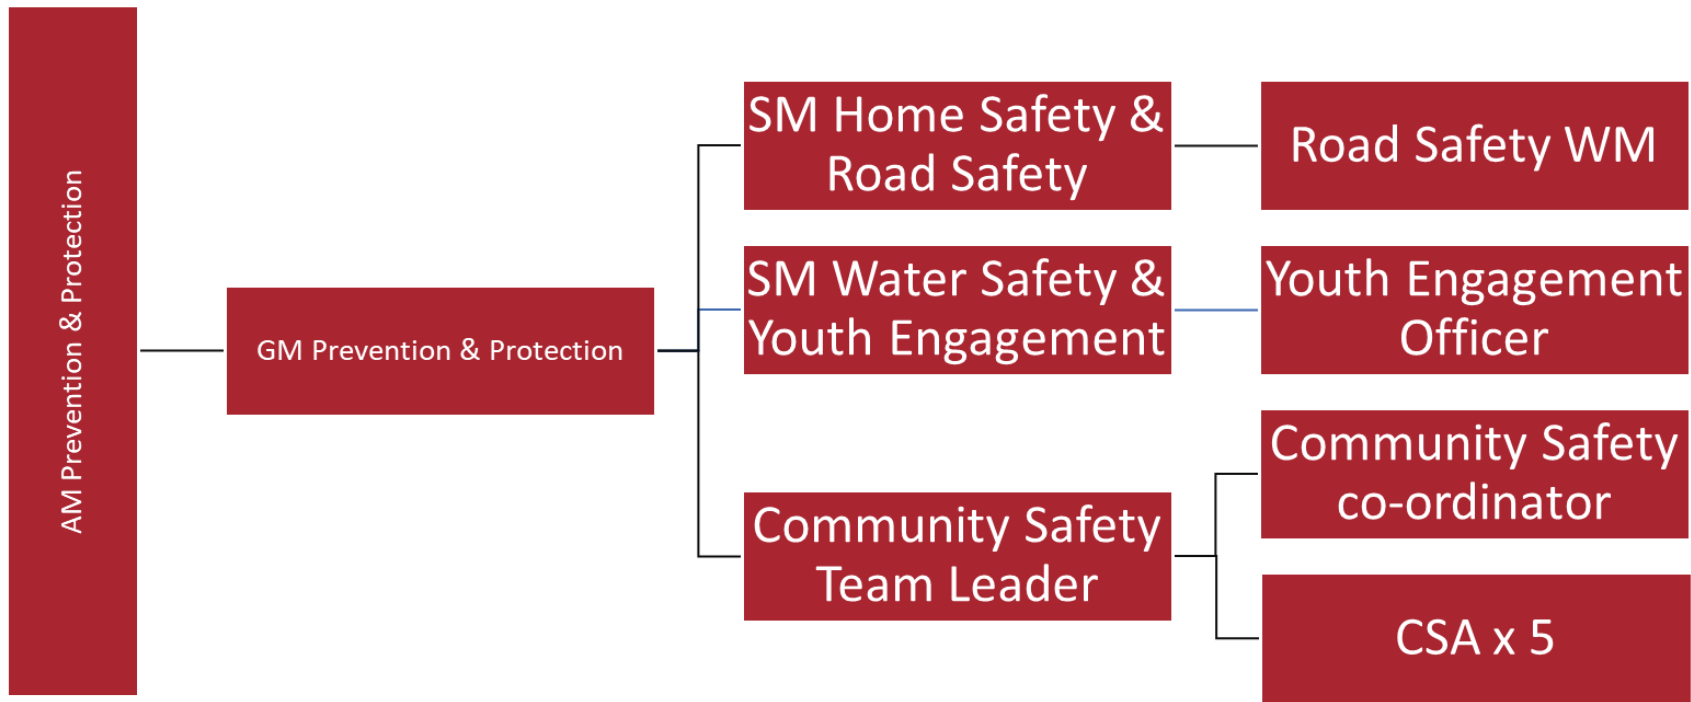 AM Prevention & Protection
GM Prevention & Protection
SM Home Safety &
Road Safety
Road Safety WM
SM Water Safety &
Youth Engagement
Youth Engagement
Officer
Community Safety
Team Leader
Community Safety
co-ordinator
CSA x 5